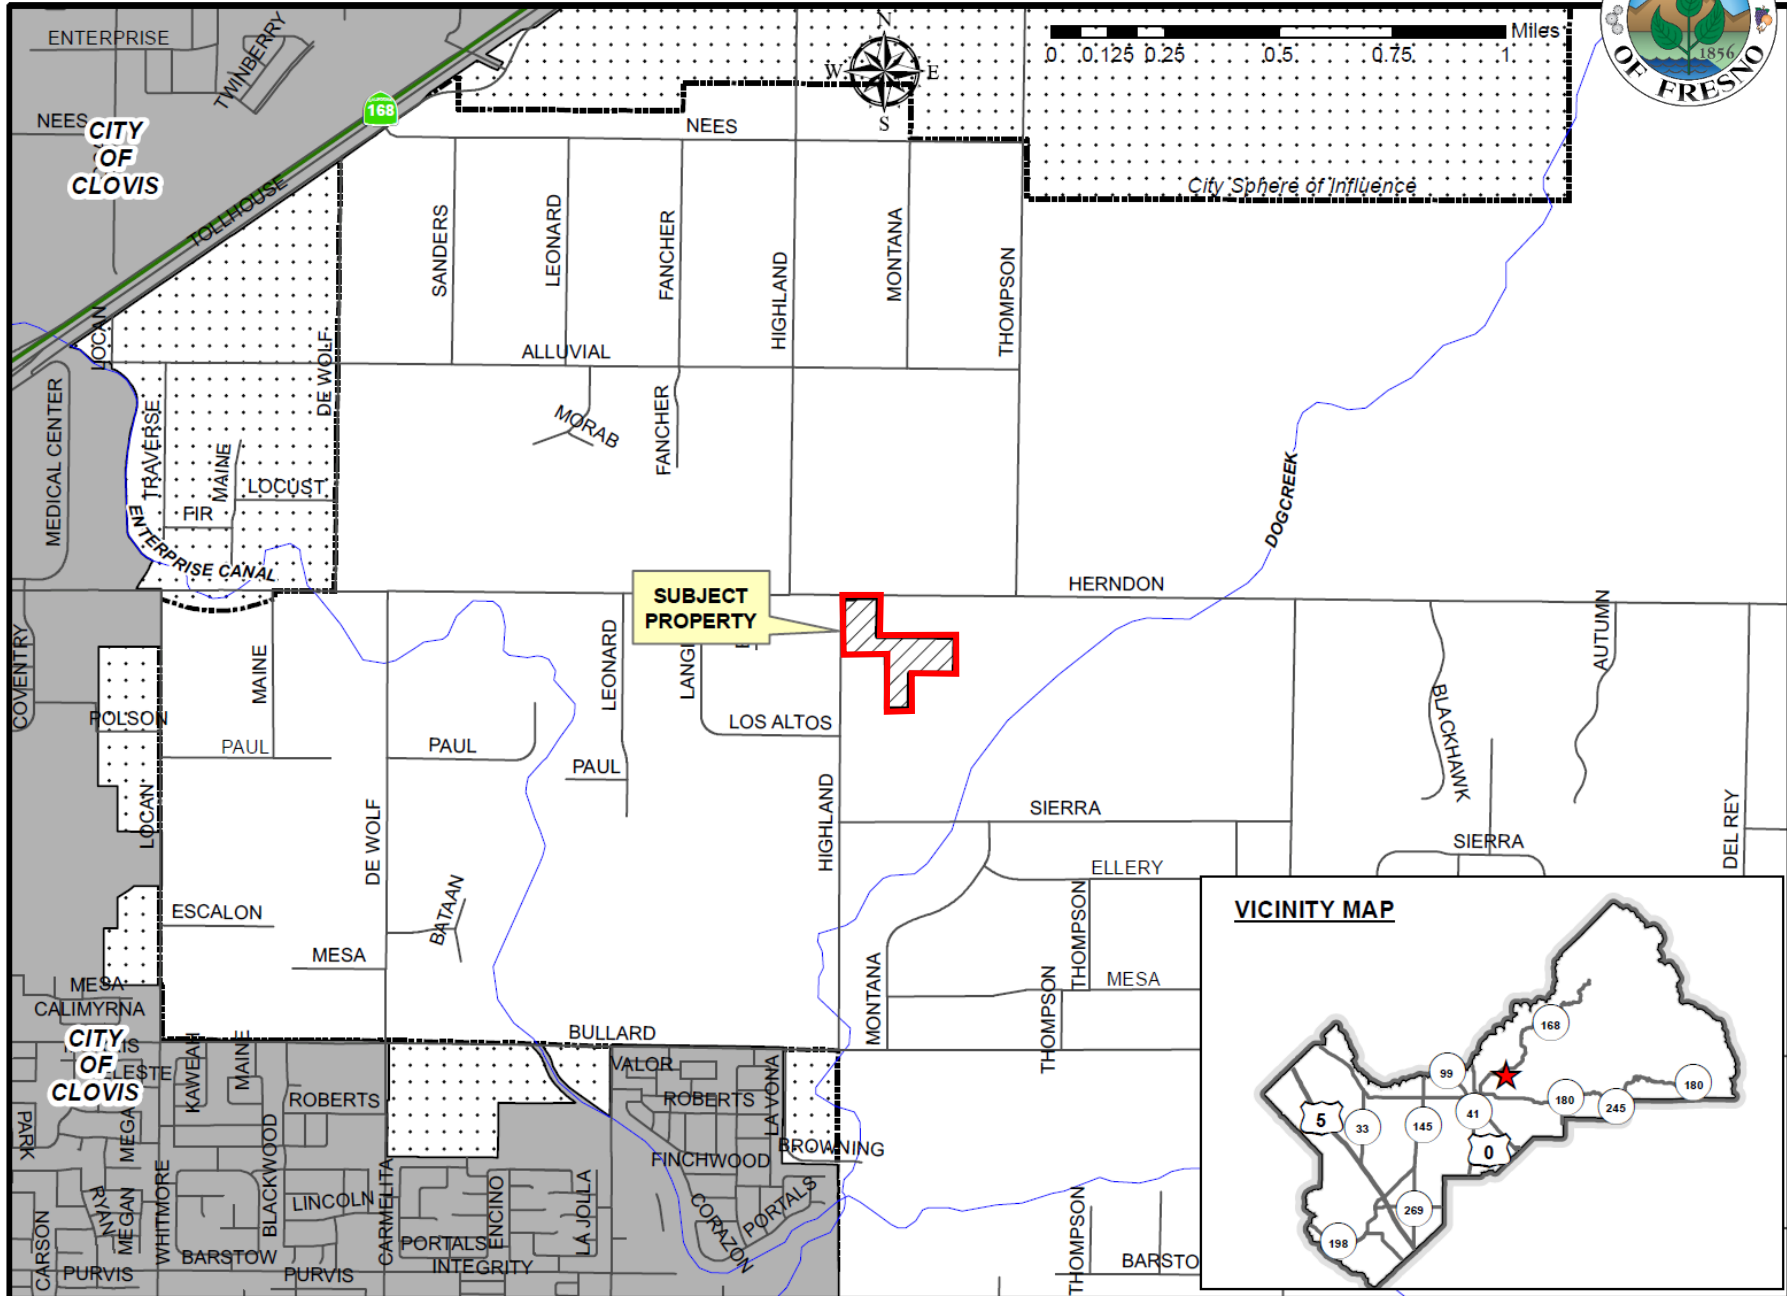 ENTERPRISE
TWINBERRY
N
W
E
S
Miles
0
0.125
0.25
0.5
0.75
1
1856
OF FRESNO
168
NEES
CITY
OF
CLOVIS
NEES
TOLLHOUSE
City Sphere of Influence
SANDERS
LEONARD
FANCHER
HIGHLAND
MONTANA
THOMPSON
LOCAN
DE WOLF
ALLUVIAL
MEDICAL CENTER
TRAVERSE
MAINE
LOCUST
FIR
MORAB
FANCHER
ENTERPRISE CANAL
DOGCREEK
HERNDON
SUBJECT
PROPERTY
COVENTRY
MAINE
LEONARD
AUTUMN
POLSON
PAUL
PAUL
PAUL
LOS ALTOS
BLACKHAWK
LOCAN
DE WOLF
HIGHLAND
SIERRA
SIERRA
DEL REY
ELLERY
ESCALON
BATAAN
MESA
MONTANA
THOMPSON
THOMPSON
MESA
MESA
CALIMYRNA
BULLARD
CITY
OF
CLOVIS
KAWEAH
MAINE
VALOR
LA VONA
ROBERTS
ROBERTS
PARK
MEGAN
BLACKWOOD
BROWNING
FINCHWOOD
RYAN
MEGAN
WHITMORE
LINCOLN
CARMELITA
ENCINO
LA JOLLA
CORAZON
PORTALS
CARSON
BARSTOW
PORTALS
INTEGRITY
PURVIS
PURVIS
THOMPSON
BARSTO
VICINITY MAP
168
99
180
180
245
41
5
33
145
0
269
198